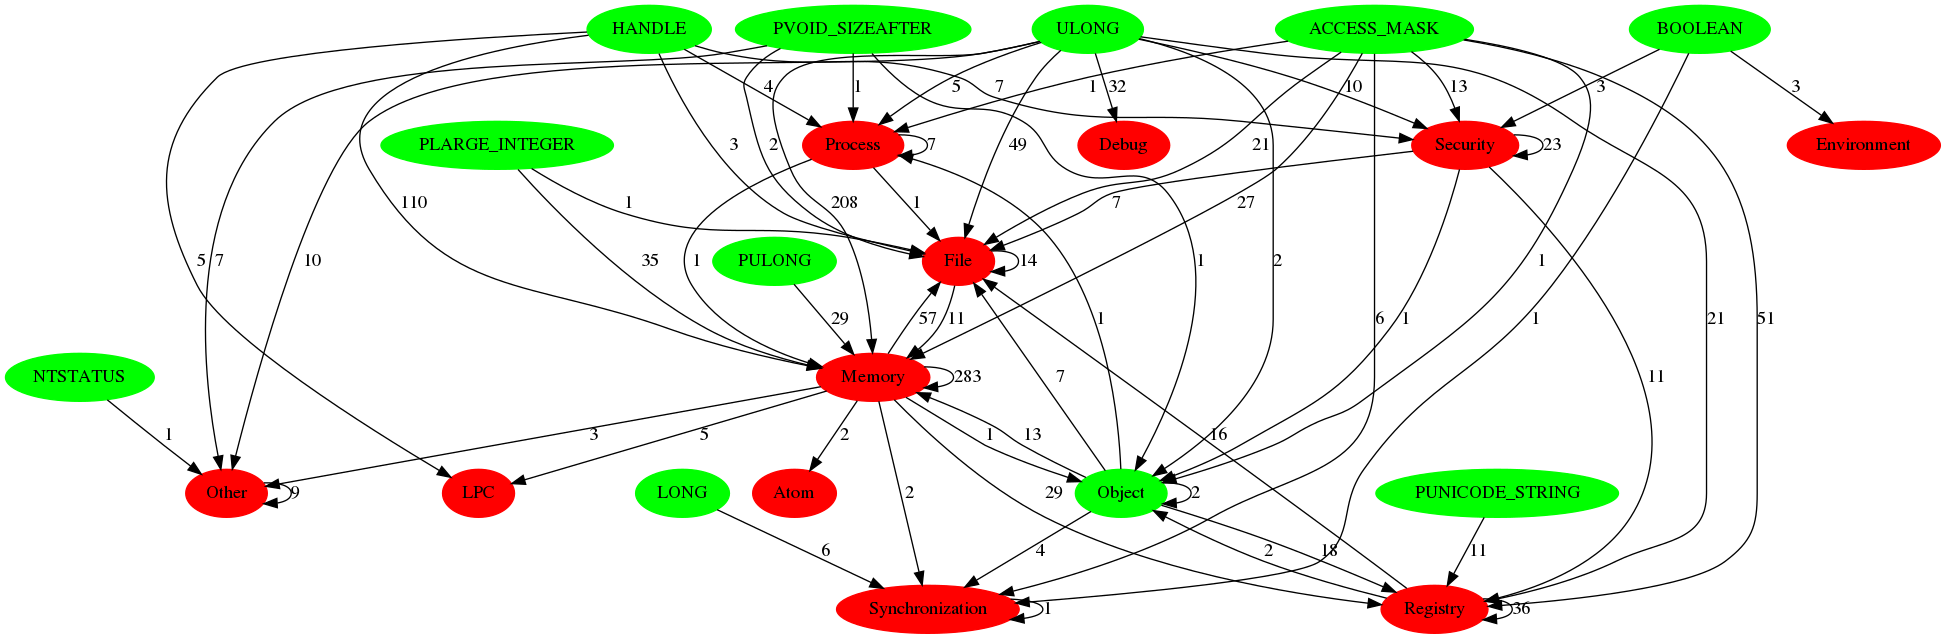 HANDLE PVOID_SIZEAFTER ULONG ACCESS_MASK BOOLEAN
4 1 5 32 7 1 10 13 3 3
PLARGE_INTEGER Process 7 Debug Security 23 Environment
3 2 49 21
110 1 208 1 7 27
5 7 10 35 1 PULONG File 14 1 2 1
29 57 11 1 1 6 1 21 51
NTSTATUS Memory 283 7 11
1 3 5 2 1 13 16
Other 9 LPC LONG Atom 2 29 Object 2 PUNICODE_STRING
6 4 2 18 11
Synchronization 1 Registry 36